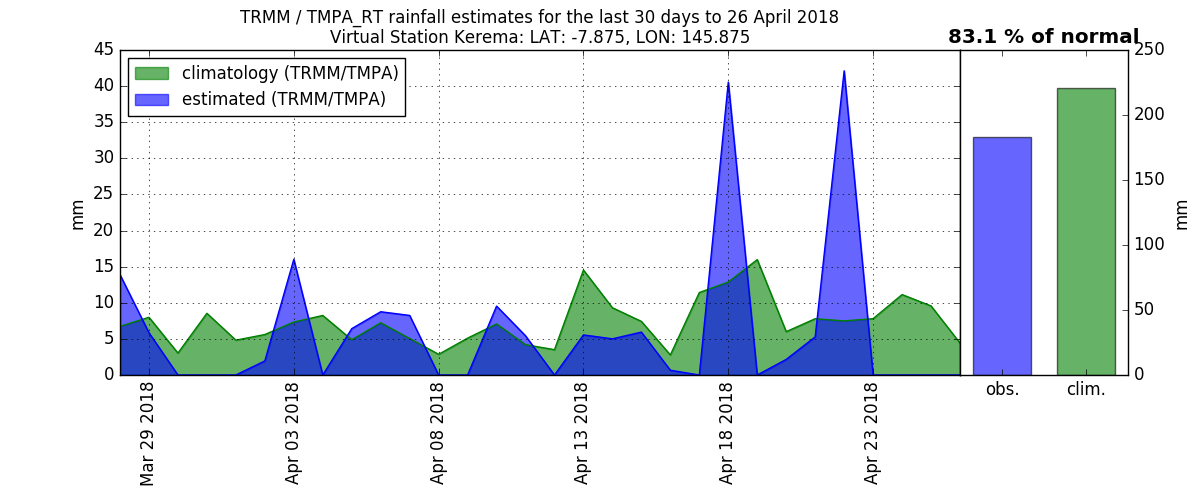 TRMM / TMPA_RT rainfall estimates for the last 30 days to 26 April 2018
Virtual Station Kerema: LAT: -7.875, LON: 145.875
83.1 % of normal
climatology (TRMM/TMPA)
estimated (TRMM/TMPA)
45
40
35
30
25
20
15
10
5
0
mm
Mar 29 2018
Apr 03 2018
Apr 08 2018
Apr 13 2018
Apr 18 2018
Apr 23 2018
250
200
150
100
50
0
mm
obs.
clim.